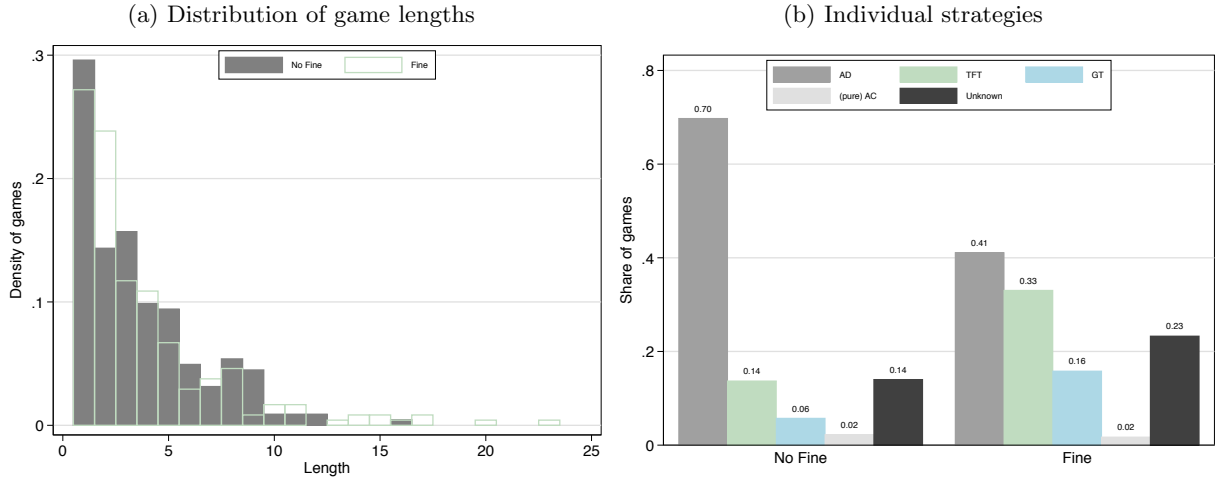 (a) Distribution of game lengths
No Fine
Fine
.3
.2
.1
0
Density of games
0
5
10
15
20
25
Length
(b) Individual strategies
AD
TFT
GT
(pure) AC
Unknown
.8
.6
.4
.2
0
Share of games
0.70
0.14
0.06
0.02
0.14
0.41
0.33
0.16
0.02
0.23
No Fine
Fine